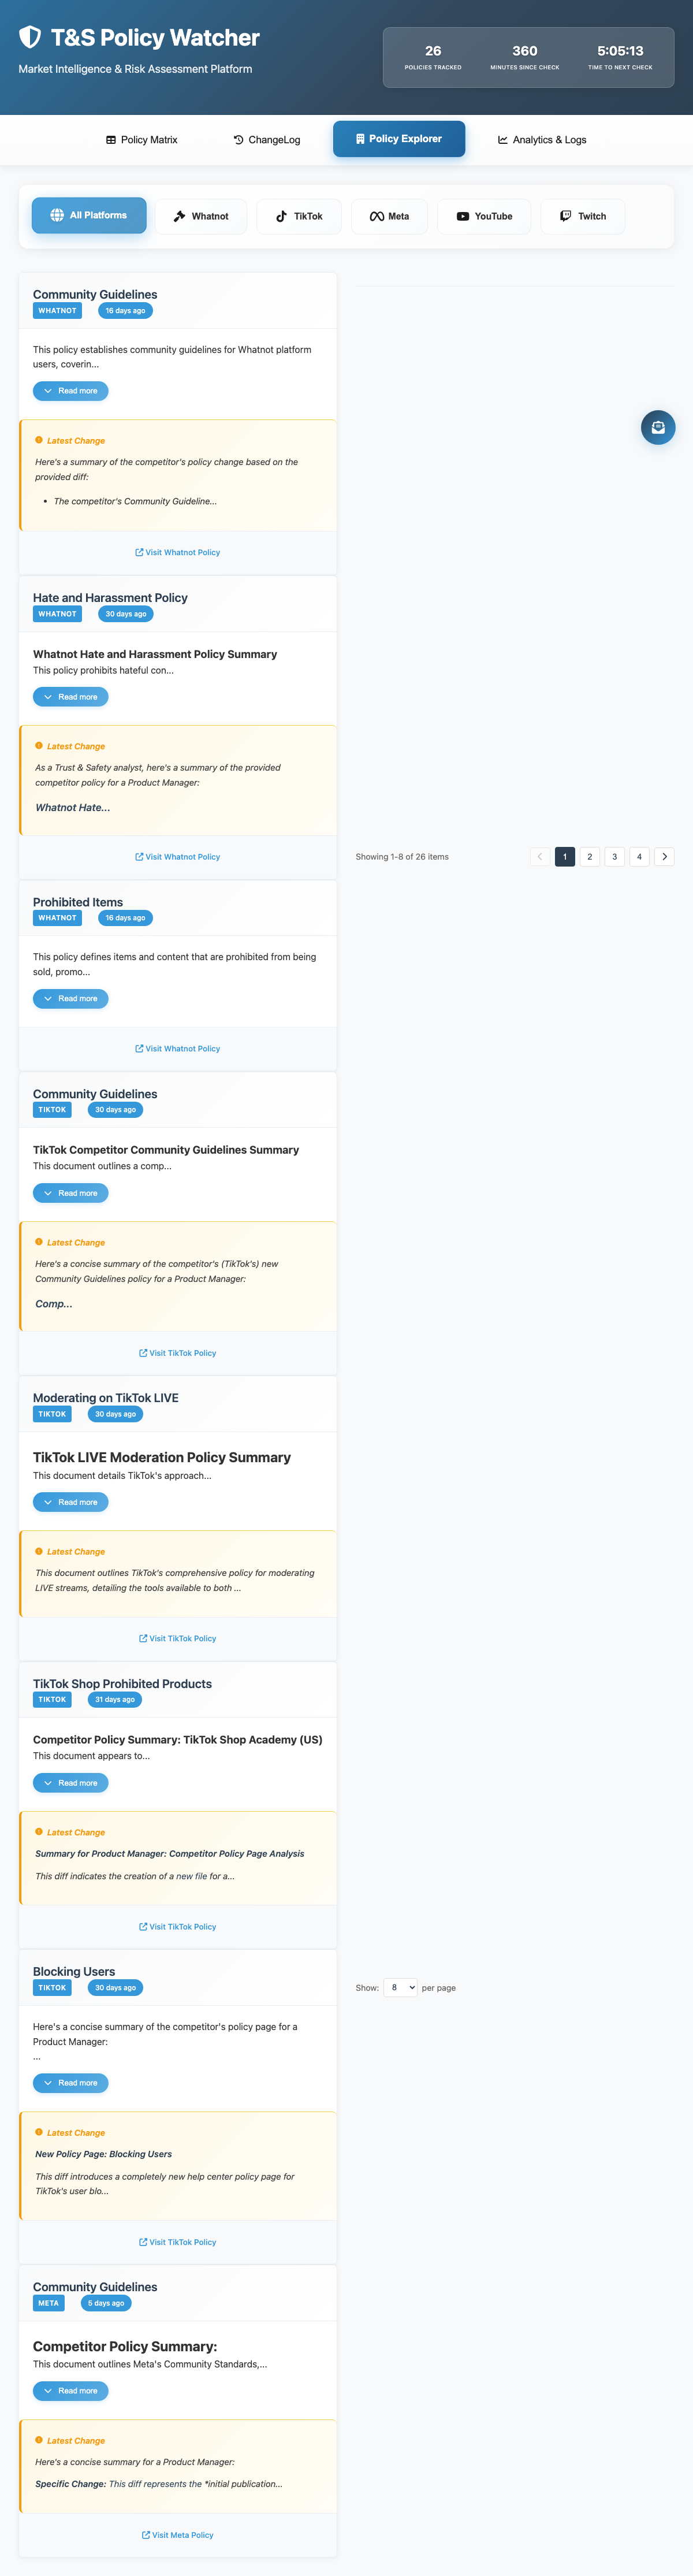 T&S Policy Watcher
Market Intelligence & Risk Assessment Platform
26
POLICIES TRACKED
360
MINUTES SINCE CHECK
5:05:13
TIME TO NEXT CHECK
Policy Matrix
ChangeLog
Policy Explorer
Analytics & Logs
All Platforms
Whatnot
TikTok
Meta
YouTube
Twitch
Community Guidelines
WHATNOT
16 days ago
This policy establishes community guidelines for Whatnot platform
users, coverin...
Read more
Latest Change
Here's a summary of the competitor's policy change based on the
provided diff:
• The competitor's Community Guideline...
Visit Whatnot Policy
Hate and Harassment Policy
WHATNOT
30 days ago
Whatnot Hate and Harassment Policy Summary
This policy prohibits hateful con...
Read more
Latest Change
As a Trust & Safety analyst, here's a summary of the provided
competitor policy for a Product Manager:
Whatnot Hate...
Visit Whatnot Policy
Showing 1-8 of 26 items
1
2
3
4
Prohibited Items
WHATNOT
16 days ago
This policy defines items and content that are prohibited from being
sold, promo...
Read more
Visit Whatnot Policy
Community Guidelines
TIKTOK
30 days ago
TikTok Competitor Community Guidelines Summary
This document outlines a comp...
Read more
Latest Change
Here's a concise summary of the competitor's (TikTok's) new
Community Guidelines policy for a Product Manager:
Comp...
Visit TikTok Policy
Moderating on TikTok LIVE
TIKTOK
30 days ago
TikTok LIVE Moderation Policy Summary
This document details TikTok's approach...
Read more
Latest Change
This document outlines TikTok's comprehensive policy for moderating
LIVE streams, detailing the tools available to both ...
Visit TikTok Policy
TikTok Shop Prohibited Products
TIKTOK
31 days ago
Competitor Policy Summary: TikTok Shop Academy (US)
This document appears to...
Read more
Latest Change
Summary for Product Manager: Competitor Policy Page Analysis
This diff indicates the creation of a new file for a...
Visit TikTok Policy
Blocking Users
TIKTOK
30 days ago
Show:
8
per page
Here's a concise summary of the competitor's policy page for a
Product Manager:
...
Read more
Latest Change
New Policy Page: Blocking Users
This diff introduces a completely new help center policy page for
TikTok's user blo...
Visit TikTok Policy
Community Guidelines
META
5 days ago
Competitor Policy Summary:
This document outlines Meta's Community Standards,...
Read more
Latest Change
Here's a concise summary for a Product Manager:
Specific Change: This diff represents the *initial publication...
Visit Meta Policy